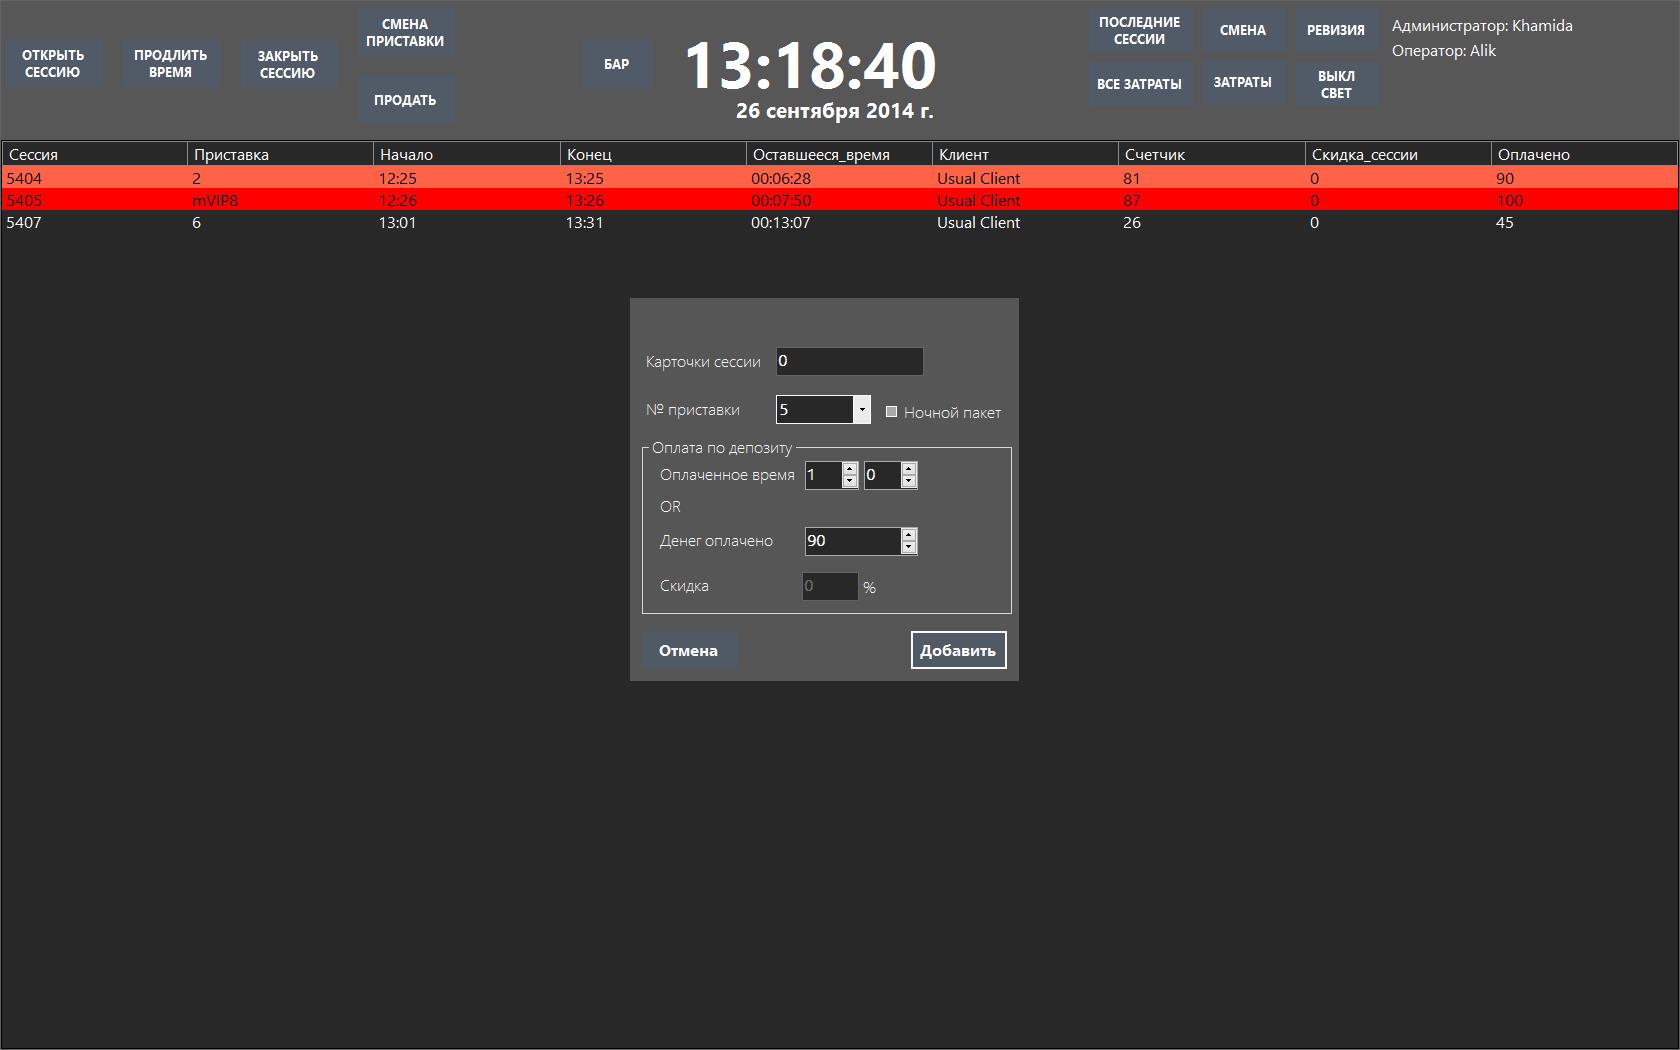 ОТКРЫТЬ
СЕССИЮ
ПРОДЛИТЬ
ВРЕМЯ
ЗАКРЫТЬ
СЕССИЮ
СМЕНА
ПРИСТАВКИ
ПРОДАТЬ
БАР
13:18:40
26 сентября 2014 г.
ПОСЛЕДНИЕ
СЕССИИ
СМЕНА
РЕВИЗИЯ
ВСЕ ЗАТРАТЫ
ЗАТРАТЫ
ВЫКЛ
СВЕТ
Администратор: Khamida
Оператор: Alik
Сессия Приставка Начало Конец Оставшееся_время Клиент Счетчик Скидка_сессии Оплачено
5404 2 12:25 13:25 00:06:28 Usual Client 81 0 90
5405 mVIP8 12:26 13:26 00:07:50 Usual Client 87 0 100
5407 6 13:01 13:31 00:13:07 Usual Client 26 0 45
Карточки сессии 0
№ приставки 5 Ночной пакет
Оплата по депозиту
Оплаченное время 1 0
OR
Денег оплачено 90
Скидка 0 %
Отмена Добавить